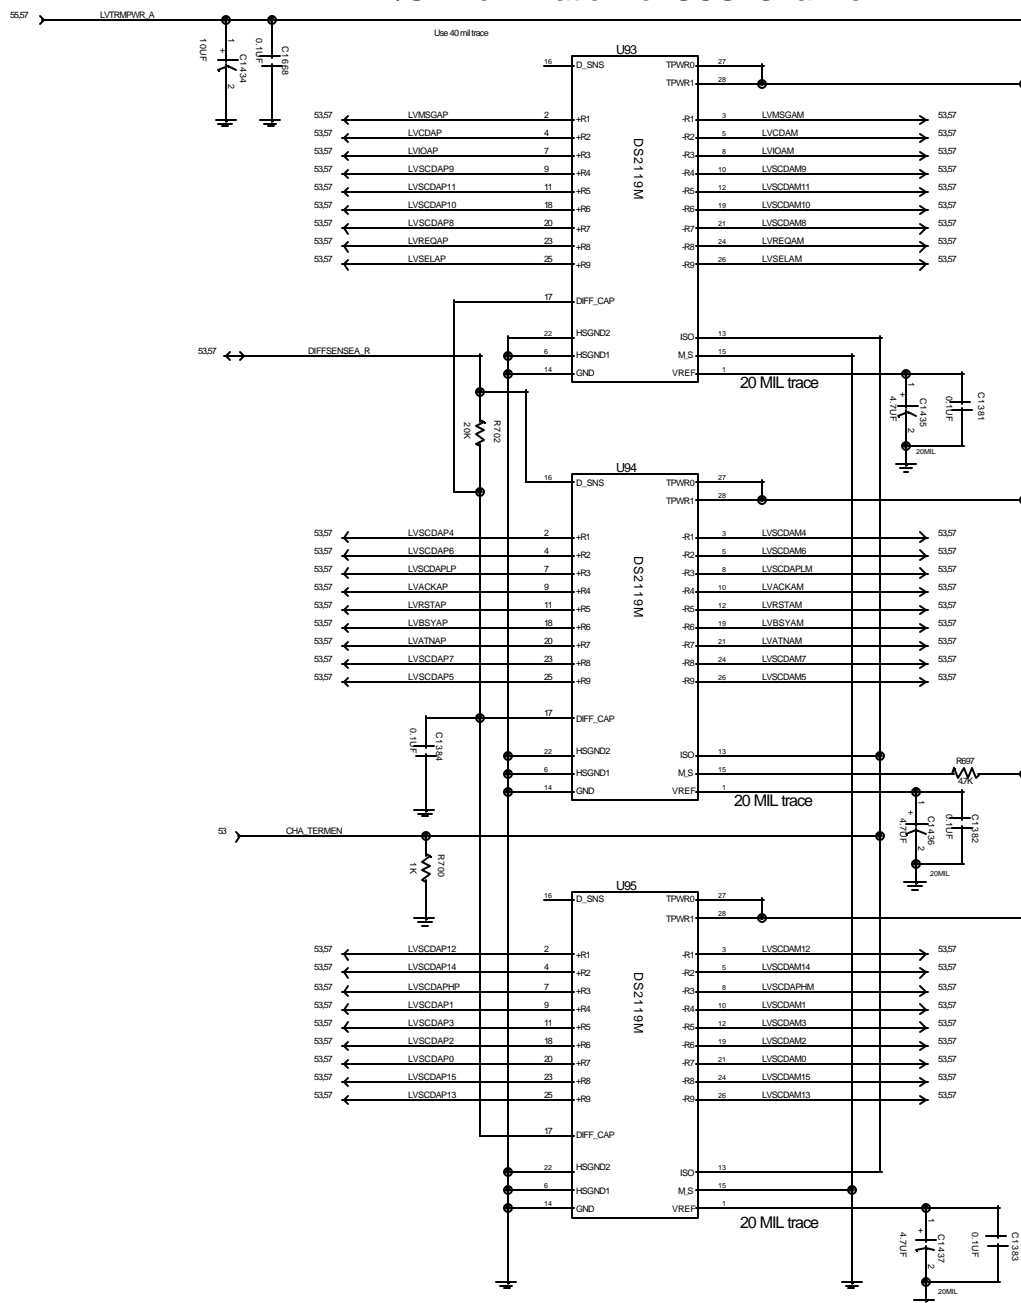 55,57 LVTRMPWR_A
Use 40 mil trace
10UF 1 + 2 C1434
0.1UF C1668
U93
DS2119M
16 D_SNS TPWR0 27
TPWR1 28
53,57 LVMSGAP 2 +R1 -R1 3 LVMSGAM 53,57
53,57 LVCDAP 4 +R2 -R2 5 LVCDAM 53,57
53,57 LVIOAP 7 +R3 -R3 8 LVIOAM 53,57
53,57 LVSCDAP9 9 +R4 -R4 10 LVSCDAM9 53,57
53,57 LVSCDAP11 11 +R5 -R5 12 LVSCDAM11 53,57
53,57 LVSCDAP10 18 +R6 -R6 19 LVSCDAM10 53,57
53,57 LVSCDAP8 20 +R7 -R7 21 LVSCDAM8 53,57
53,57 LVREQAP 23 +R8 -R8 24 LVREQAM 53,57
53,57 LVSELAP 25 +R9 -R9 26 LVSELAM 53,57
17 DIFF_CAP
22 HSGND2 ISO 13
53,57 DIFFSENSEA_R 6 HSGND1 M_S 15
14 GND VREF 1
20 MIL trace
4.7UF 1 + 2 C1435
0.1UF C1381
20MIL
20K R702
U94
DS2119M
16 D_SNS TPWR0 27
TPWR1 28
53,57 LVSCDAP4 2 +R1 -R1 3 LVSCDAM4 53,57
53,57 LVSCDAP6 4 +R2 -R2 5 LVSCDAM6 53,57
53,57 LVSCDAPLP 7 +R3 -R3 8 LVSCDAPLM 53,57
53,57 LVACKAP 9 +R4 -R4 10 LVACKAM 53,57
53,57 LVRSTAP 11 +R5 -R5 12 LVRSTAM 53,57
53,57 LVBSYAP 18 +R6 -R6 19 LVBSYAM 53,57
53,57 LVATNAP 20 +R7 -R7 21 LVATNAM 53,57
53,57 LVSCDAP7 23 +R8 -R8 24 LVSCDAM7 53,57
53,57 LVSCDAP5 25 +R9 -R9 26 LVSCDAM5 53,57
17 DIFF_CAP
0.1UF C1384
22 HSGND2 ISO 13
6 HSGND1 M_S 15
R697
4.7K
14 GND VREF 1
20 MIL trace
4.7UF 1 + 2 C1436
0.1UF C1382
20MIL
53 CHA_TERMEN
1K R700
U95
DS2119M
16 D_SNS TPWR0 27
TPWR1 28
53,57 LVSCDAP12 2 +R1 -R1 3 LVSCDAM12 53,57
53,57 LVSCDAP14 4 +R2 -R2 5 LVSCDAM14 53,57
53,57 LVSCDAPHP 7 +R3 -R3 8 LVSCDAPHM 53,57
53,57 LVSCDAP1 9 +R4 -R4 10 LVSCDAM1 53,57
53,57 LVSCDAP3 11 +R5 -R5 12 LVSCDAM3 53,57
53,57 LVSCDAP2 18 +R6 -R6 19 LVSCDAM2 53,57
53,57 LVSCDAP0 20 +R7 -R7 21 LVSCDAM0 53,57
53,57 LVSCDAP15 23 +R8 -R8 24 LVSCDAM15 53,57
53,57 LVSCDAP13 25 +R9 -R9 26 LVSCDAM13 53,57
17 DIFF_CAP
22 HSGND2 ISO 13
6 HSGND1 M_S 15
14 GND VREF 1
20 MIL trace
4.7UF 1 + 2 C1437
0.1UF C1383
20MIL